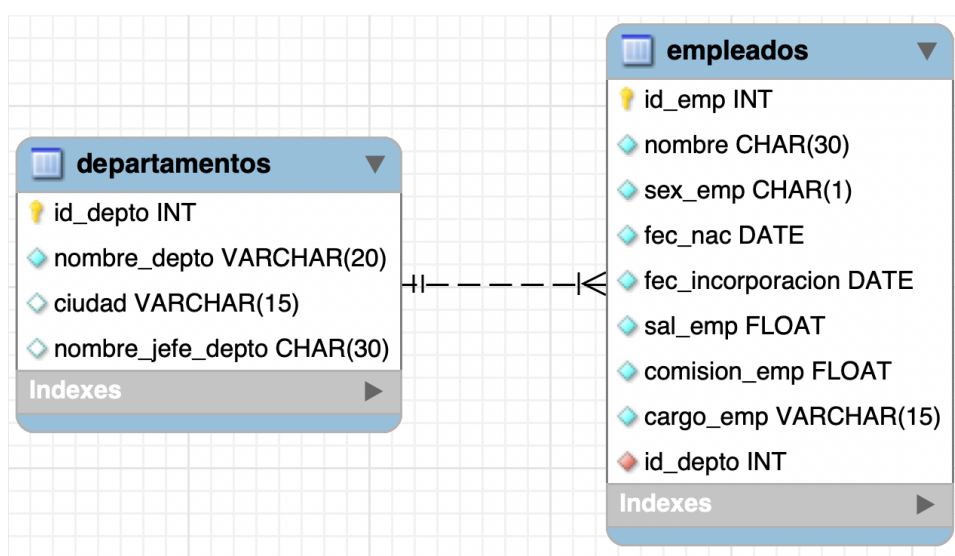 departamentos
id_depto INT
nombre_depto VARCHAR(20)
ciudad VARCHAR(15)
nombre_jefe_depto CHAR(30)
Indexes
empleados
id_emp INT
nombre CHAR(30)
sex_emp CHAR(1)
fec_nac DATE
fec_incorporacion DATE
sal_emp FLOAT
comision_emp FLOAT
cargo_emp VARCHAR(15)
id_depto INT
Indexes